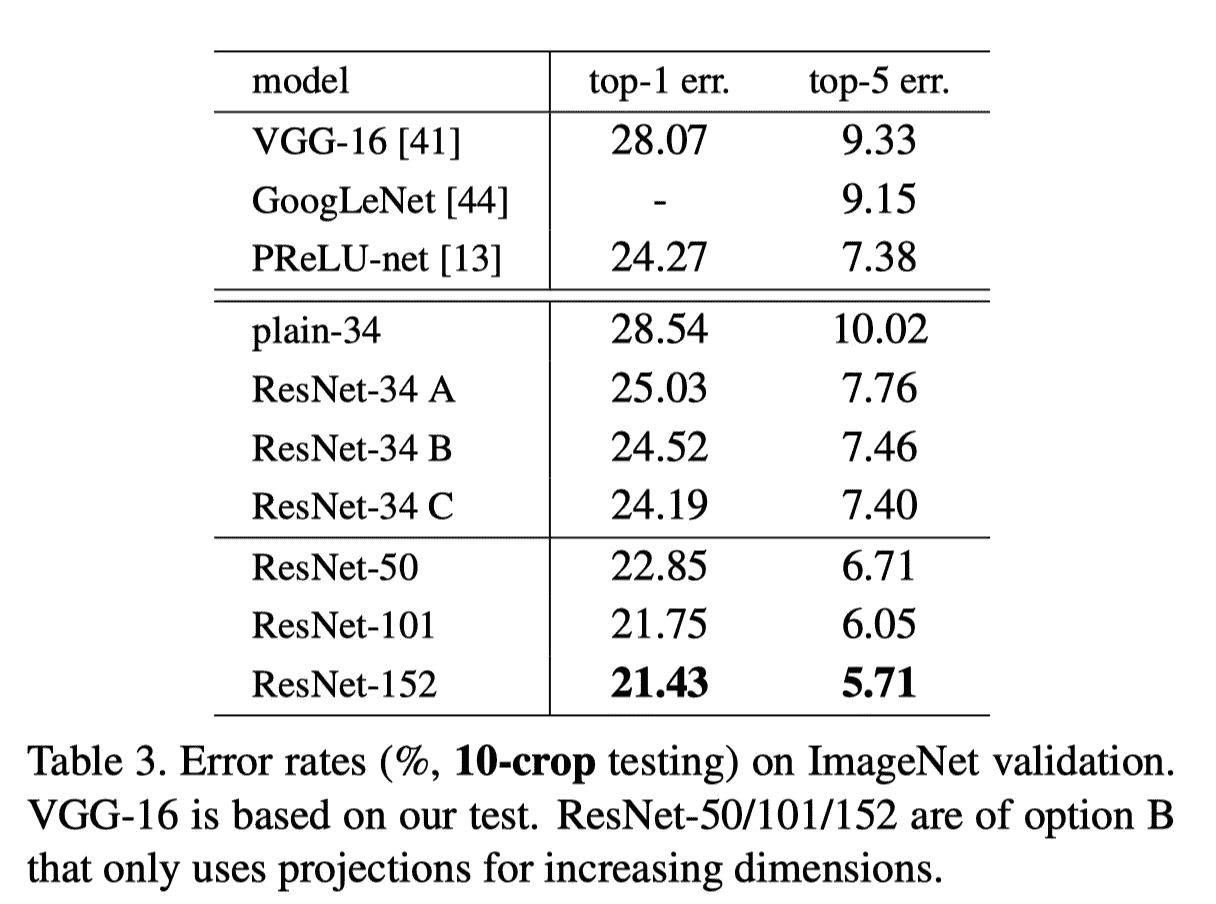 model top-1 err. top-5 err.
VGG-16 [41] 28.07 9.33
GoogLeNet [44] - 9.15
PReLU-net [13] 24.27 7.38
plain-34 28.54 10.02
ResNet-34 A 25.03 7.76
ResNet-34 B 24.52 7.46
ResNet-34 C 24.19 7.40
ResNet-50 22.85 6.71
ResNet-101 21.75 6.05
ResNet-152 21.43 5.71
Table 3. Error rates (%, 10-crop testing) on ImageNet validation.
VGG-16 is based on our test. ResNet-50/101/152 are of option B
that only uses projections for increasing dimensions.